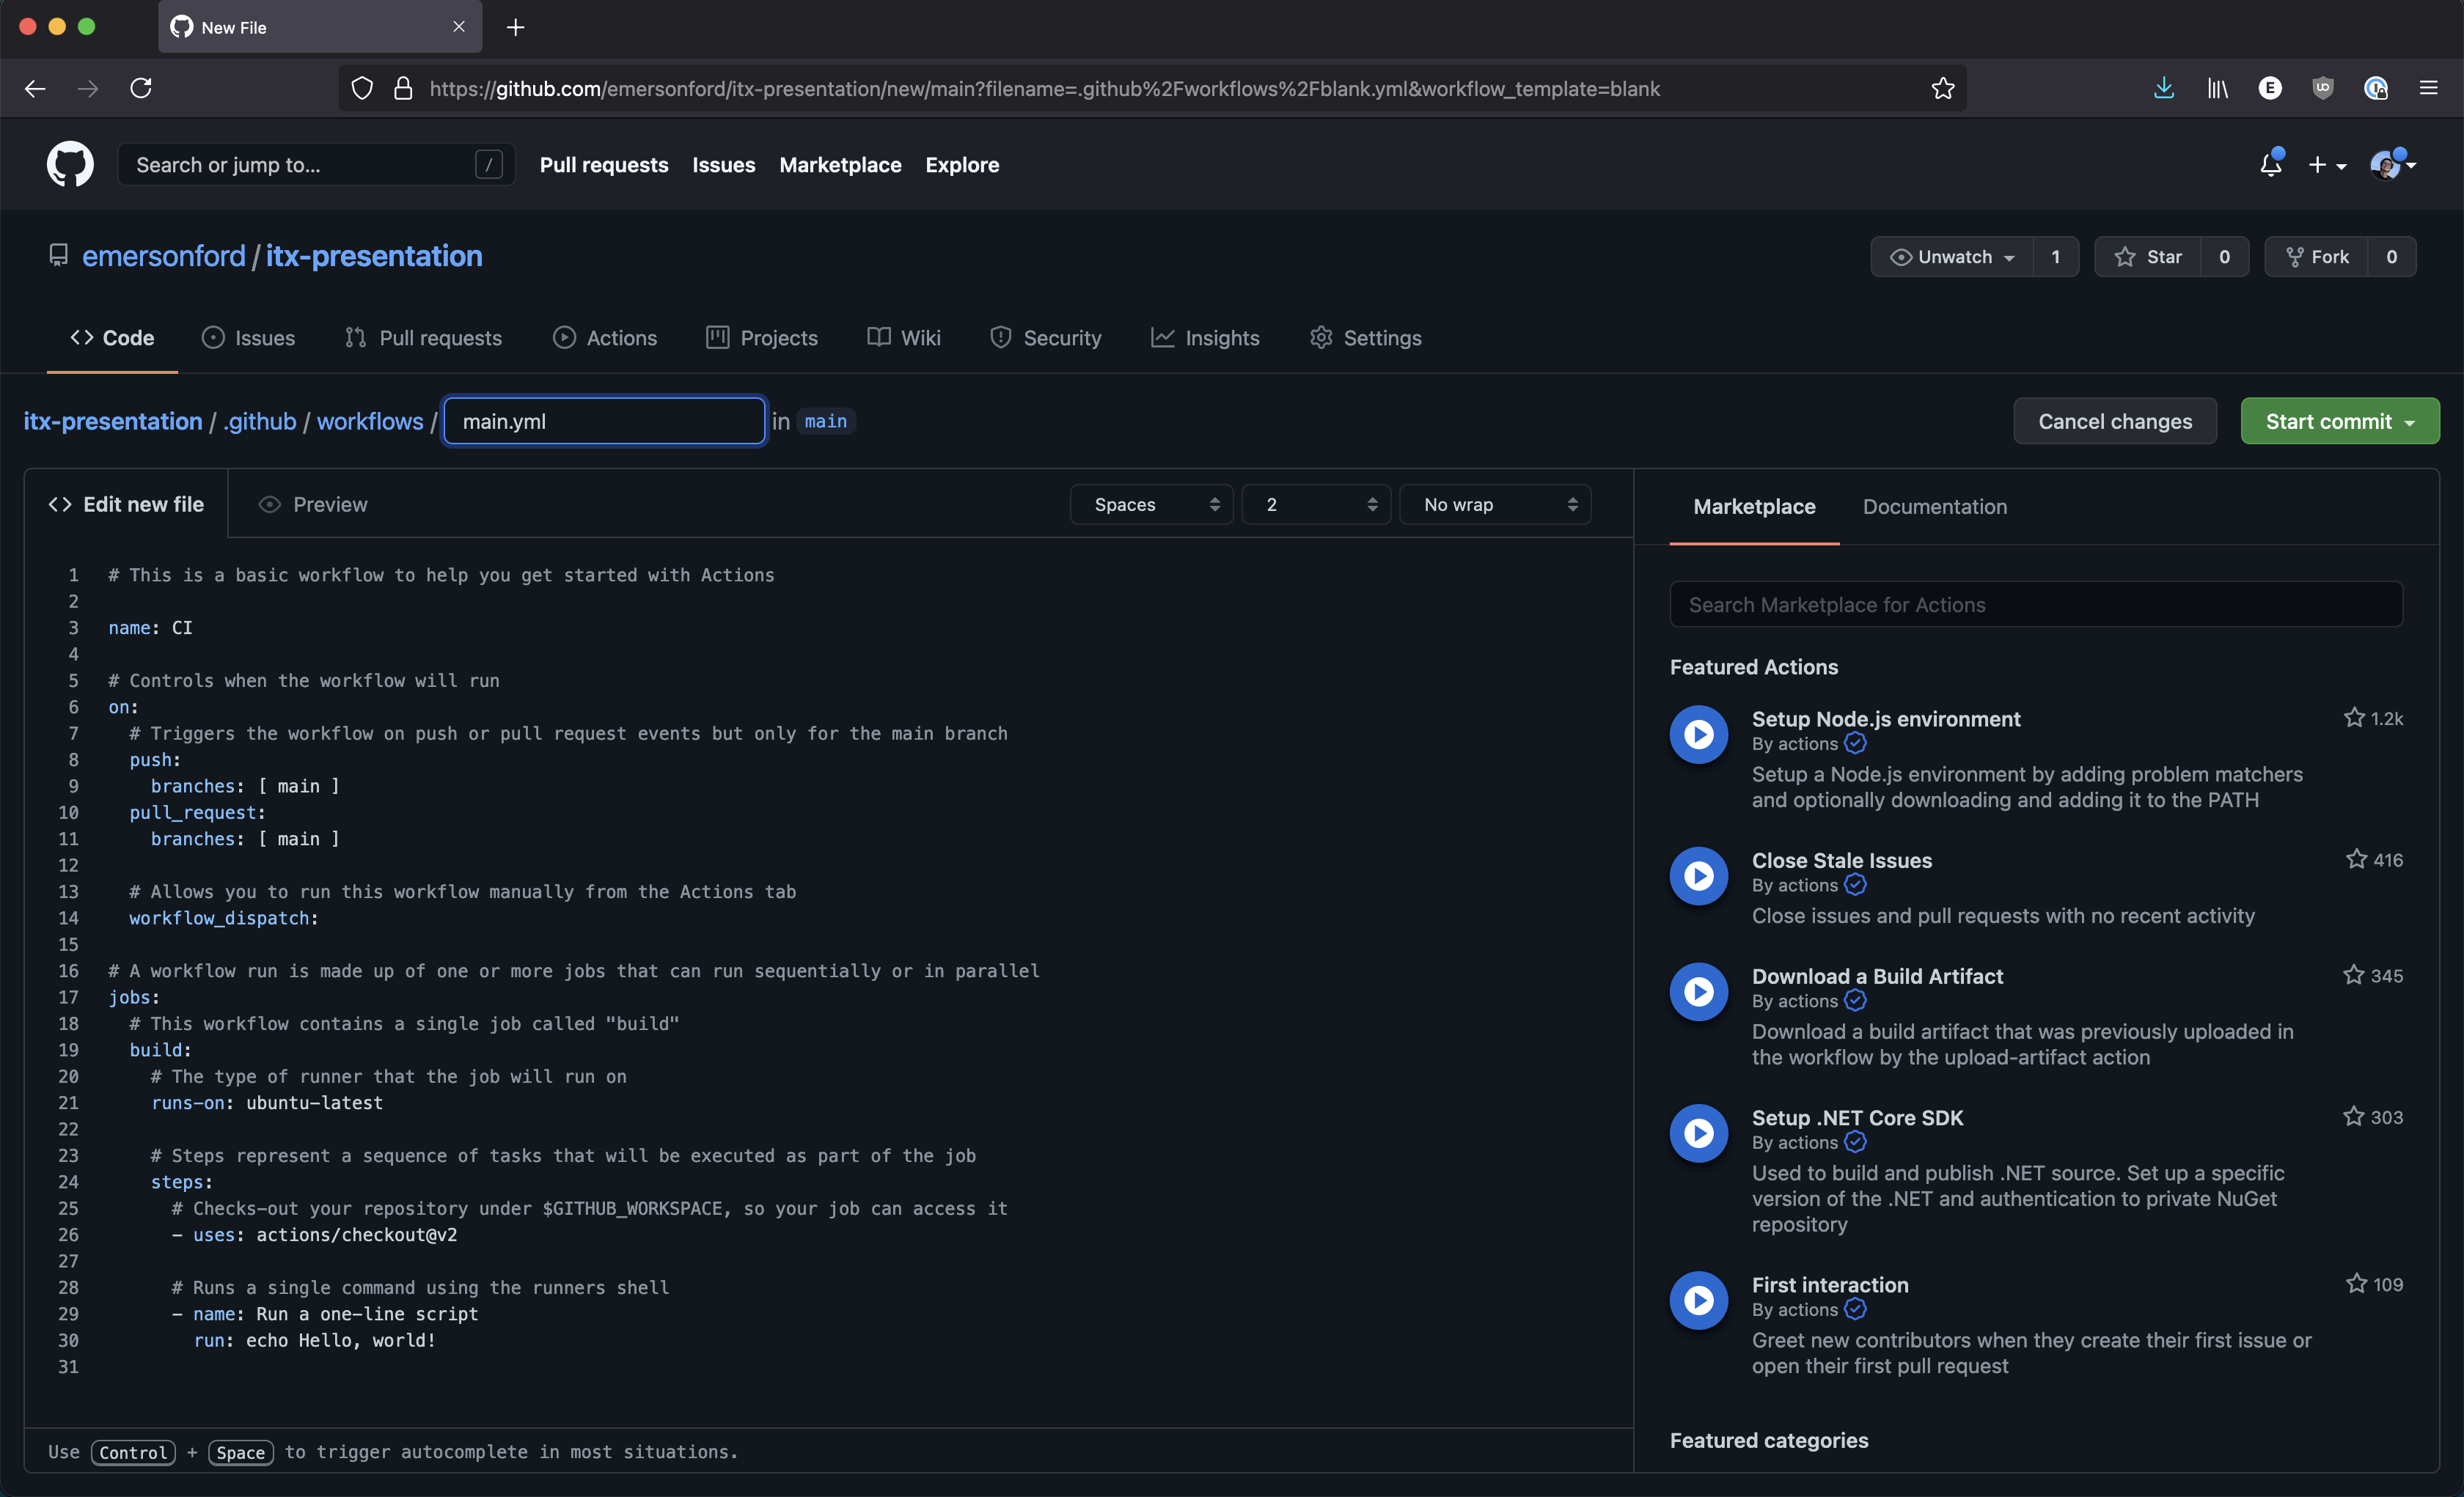 New File
https://github.com/emersonford/itx-presentation/new/main?filename=.github%2Fworkflows%2Fblank.yml&workflow_template=blank
E
Search or jump to... /
Pull requests Issues Marketplace Explore
emersonford / itx-presentation
Unwatch 1 Star 0 Fork 0
Code Issues Pull requests Actions Projects Wiki Security Insights Settings
itx-presentation / .github / workflows / main.yml in main
Cancel changes Start commit
Edit new file Preview Spaces 2 No wrap
1 # This is a basic workflow to help you get started with Actions
2
3 name: CI
4
5 # Controls when the workflow will run
6 on:
7   # Triggers the workflow on push or pull request events but only for the main branch
8   push:
9     branches: [ main ]
10   pull_request:
11     branches: [ main ]
12
13   # Allows you to run this workflow manually from the Actions tab
14   workflow_dispatch:
15
16 # A workflow run is made up of one or more jobs that can run sequentially or in parallel
17 jobs:
18   # This workflow contains a single job called "build"
19   build:
20     # The type of runner that the job will run on
21     runs-on: ubuntu-latest
22
23     # Steps represent a sequence of tasks that will be executed as part of the job
24     steps:
25       # Checks-out your repository under $GITHUB_WORKSPACE, so your job can access it
26       - uses: actions/checkout@v2
27
28       # Runs a single command using the runners shell
29       - name: Run a one-line script
30         run: echo Hello, world!
31
Use Control + Space to trigger autocomplete in most situations.
Marketplace Documentation
Search Marketplace for Actions
Featured Actions
Setup Node.js environment 1.2k
By actions
Setup a Node.js environment by adding problem matchers
and optionally downloading and adding it to the PATH
Close Stale Issues 416
By actions
Close issues and pull requests with no recent activity
Download a Build Artifact 345
By actions
Download a build artifact that was previously uploaded in
the workflow by the upload-artifact action
Setup .NET Core SDK 303
By actions
Used to build and publish .NET source. Set up a specific
version of the .NET and authentication to private NuGet
repository
First interaction 109
By actions
Greet new contributors when they create their first issue or
open their first pull request
Featured categories